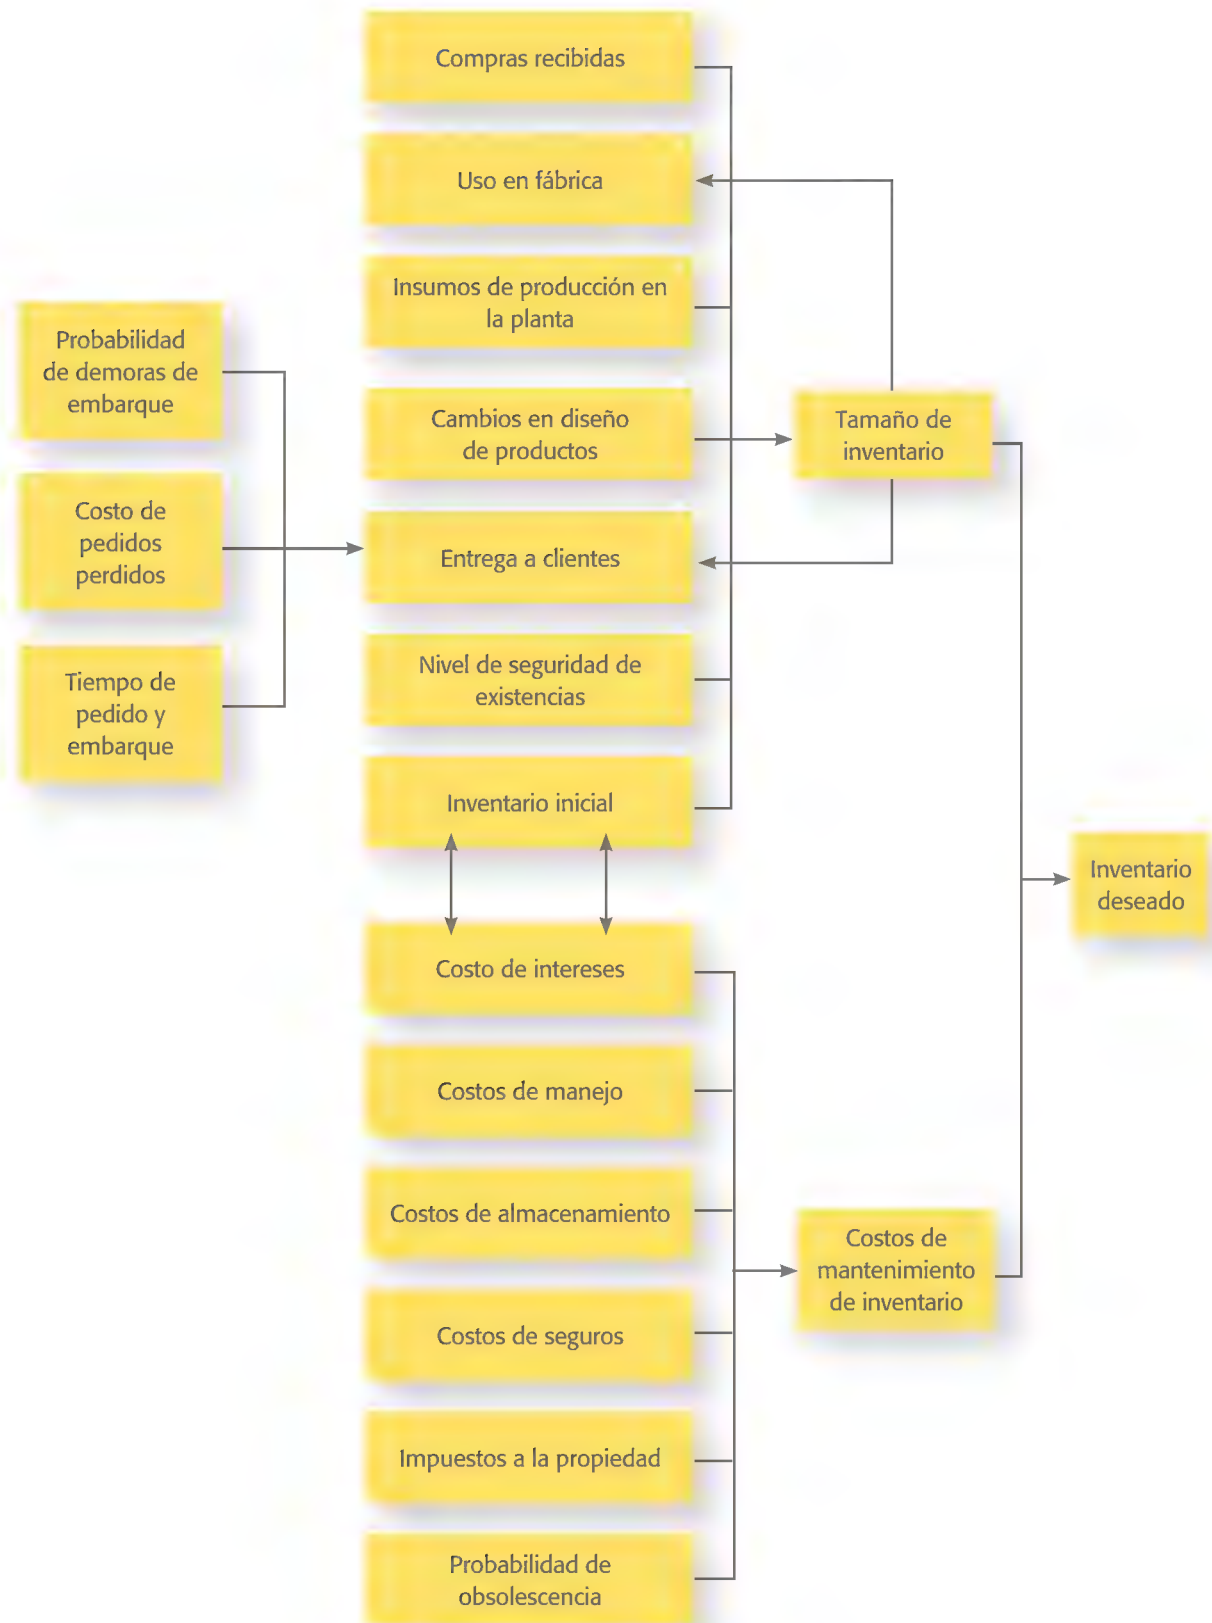 Compras recibidas
Uso en fábrica
Insumos de producción en
la planta
Probabilidad
de demoras de
embarque
Cambios en diseño
de productos
Tamaño de
inventario
Costo de
pedidos
perdidos
Entrega a clientes
Tiempo de
pedido y
embarque
Nivel de seguridad de
existencias
Inventario inicial
Inventario
deseado
Costo de intereses
Costos de manejo
Costos de almacenamiento
Costos de
mantenimiento
de inventario
Costos de seguros
Impuestos a la propiedad
Probabilidad de
obsolescencia